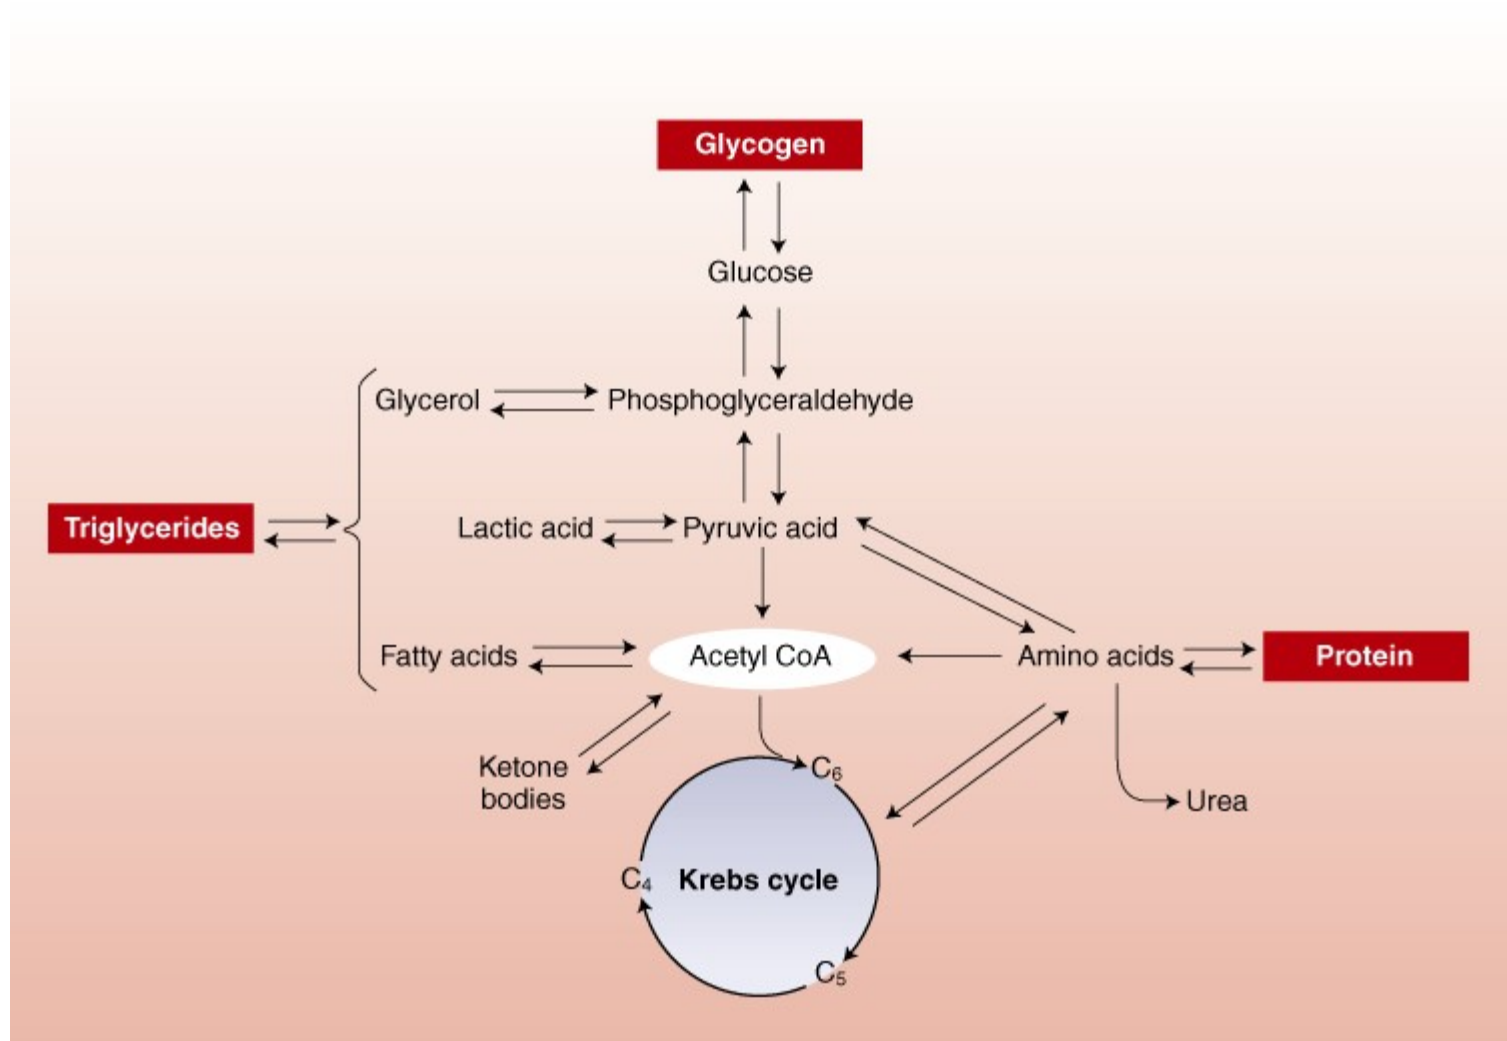 Glycogen
Glucose
Glycerol
Phosphoglyceraldehyde
Triglycerides
Lactic acid
Pyruvic acid
Fatty acids
Acetyl CoA
Amino acids
Protein
Ketone
bodies
C₆
Urea
C₄
Krebs cycle
C₅